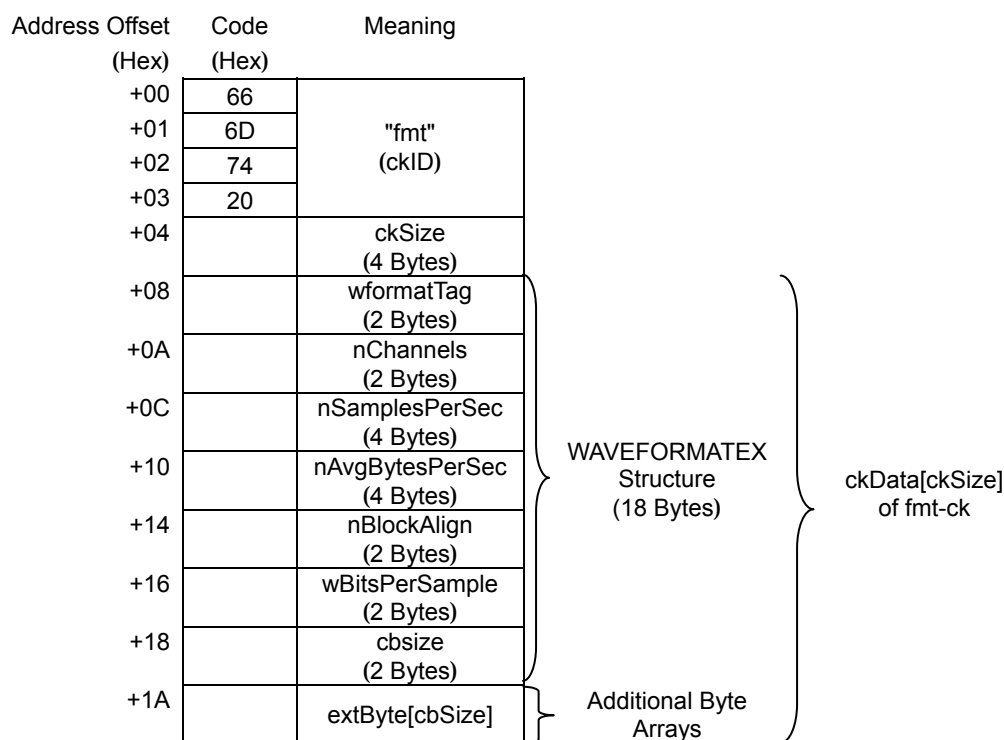 Address Offset Code Meaning
(Hex) (Hex)
+00 66
+01 6D "fmt"
+02 74 (ckID)
+03 20
+04 ckSize
(4 Bytes)
+08 wformatTag
(2 Bytes)
+0A nChannels
(2 Bytes)
+0C nSamplesPerSec
(4 Bytes)
+10 nAvgBytesPerSec
(4 Bytes)
+14 nBlockAlign
(2 Bytes)
+16 wBitsPerSample
(2 Bytes)
+18 cbsize
(2 Bytes)
+1A extByte[cbSize]
WAVEFORMATEX
Structure
(18 Bytes)
Additional Byte
Arrays
ckData[ckSize]
of fmt-ck